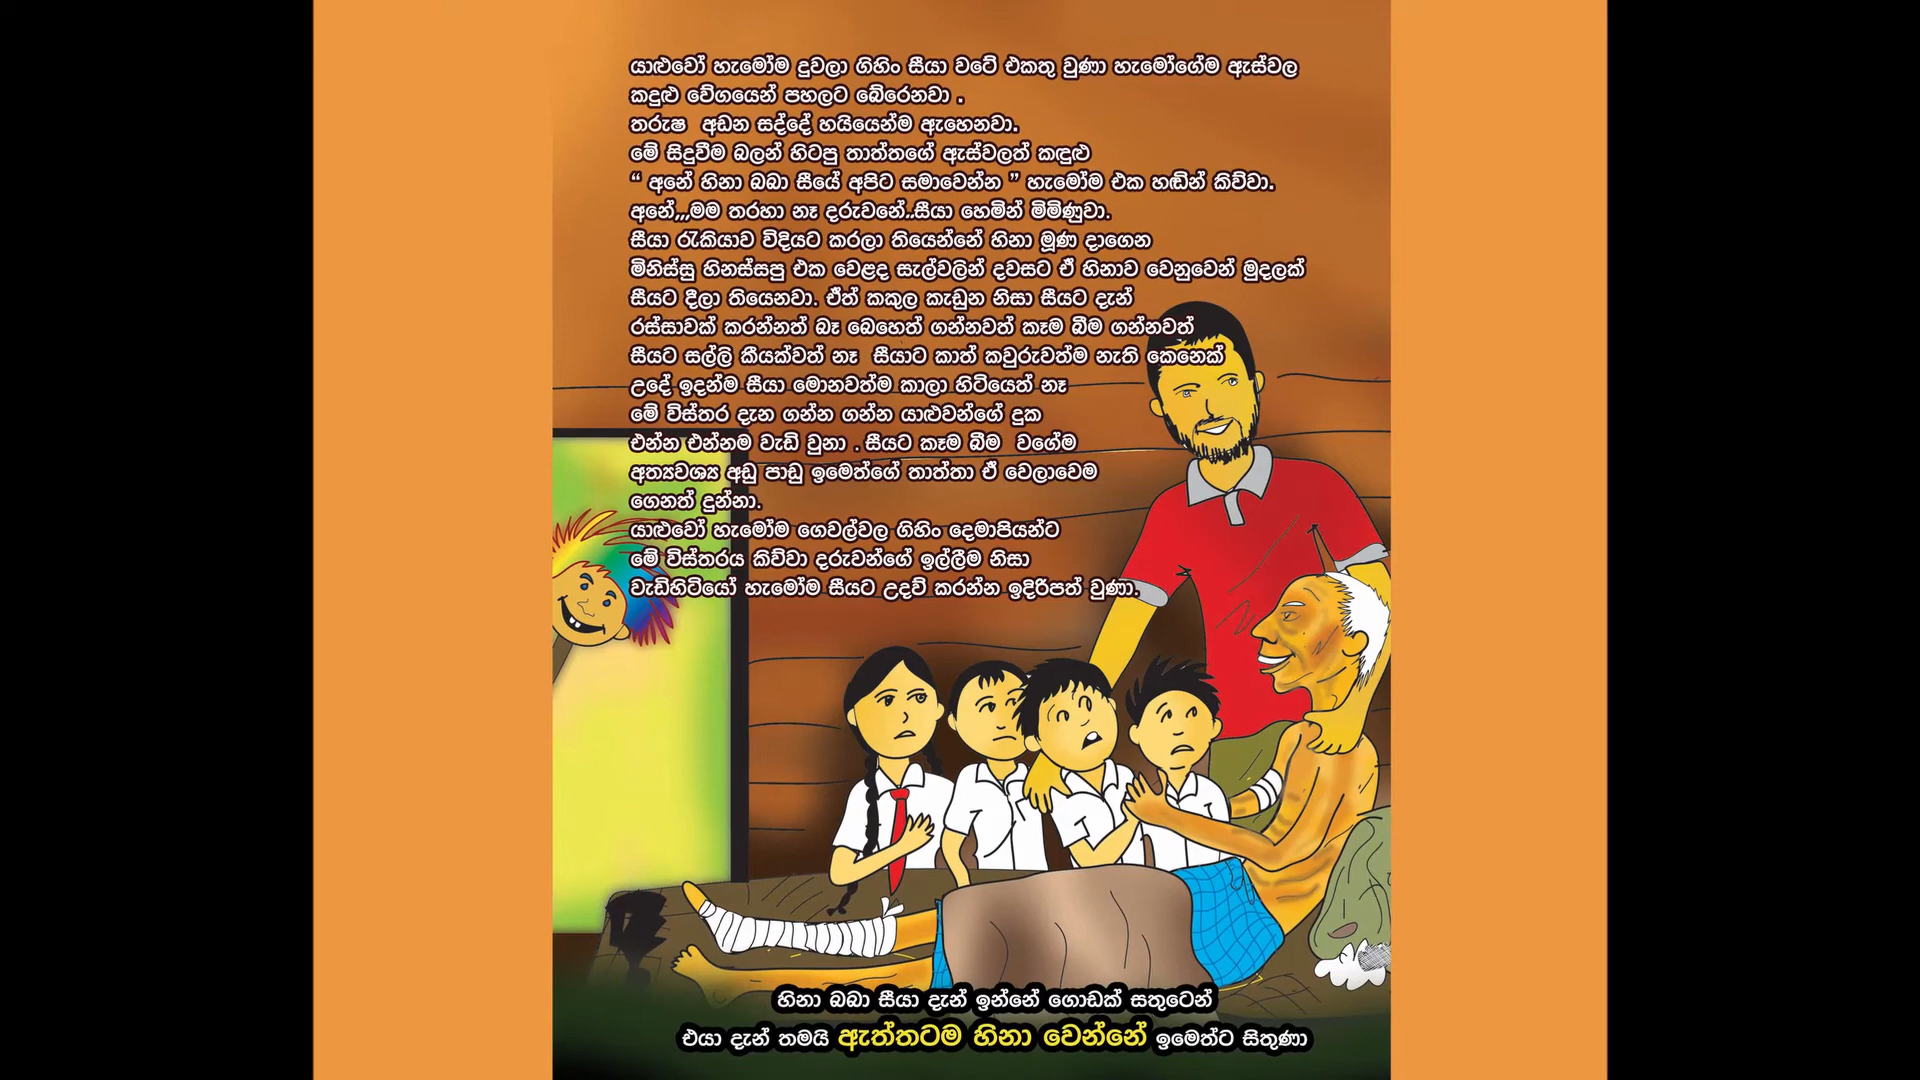 යාළුවෝ හැමෝම දුවලා ගිහිං සීයා වටේ එකතු වුණා හැමෝගේම ඇස්වල
කදුළු වේගයෙන් පහලට බේරෙනවා .
තරුෂ අඩන සද්දේ හයියෙන්ම ඇහෙනවා.
මේ සිදුවීම බලන් හිටපු තාත්තගේ ඇස්වලත් කඳුළු
“ අනේ හිනා බබා සීයේ අපිට සමාවෙන්න ” හැමෝම එක හඬින් කිව්වා.
අනේ,,,මම තරහා නෑ දරුවනේ..සීයා හෙමින් මිමිණුවා.
සීයා රැකියාව විදියට කරලා තියෙන්නේ හිනා මූණ දාගෙන
මිනිස්සු හිනස්සපු එක වෙළද සැල්වලින් දවසට ඒ හිනාව වෙනුවෙන් මුදලක්
සීයට දීලා තියෙනවා. ඒත් කකුල කැඩුන නිසා සීයට දැන්
රස්සාවක් කරන්නත් බෑ බෙහෙත් ගන්නවත් කෑම බීම ගන්නවත්
සීයට සල්ලි කීයක්වත් නෑ සීයාට කාත් කවුරුවත්ම නැති කෙනෙක්
උදේ ඉදන්ම සීයා මොනවත්ම කාලා හිටියෙත් නෑ
මේ විස්තර දැන ගන්න ගන්න යාළුවන්ගේ දුක
එන්න එන්නම වැඩි වුනා . සීයට කෑම බීම වගේම
අත්‍යවශ්‍ය අඩු පාඩු ඉමෙත්ගේ තාත්තා ඒ වෙලාවෙම
ගෙනත් දුන්නා.
යාළුවෝ හැමෝම ගෙවල්වල ගිහිං දෙමාපියන්ට
මේ විස්තරය කිව්වා දරුවන්ගේ ඉල්ලීම නිසා
වැඩිහිටියෝ හැමෝම සීයට උදව් කරන්න ඉදිරිපත් වුණා.
හිනා බබා සීයා දැන් ඉන්නේ ගොඩක් සතුටෙන්
එයා දැන් තමයි ඇත්තටම හිනා වෙන්නේ ඉමෙත්ට සිතුණා